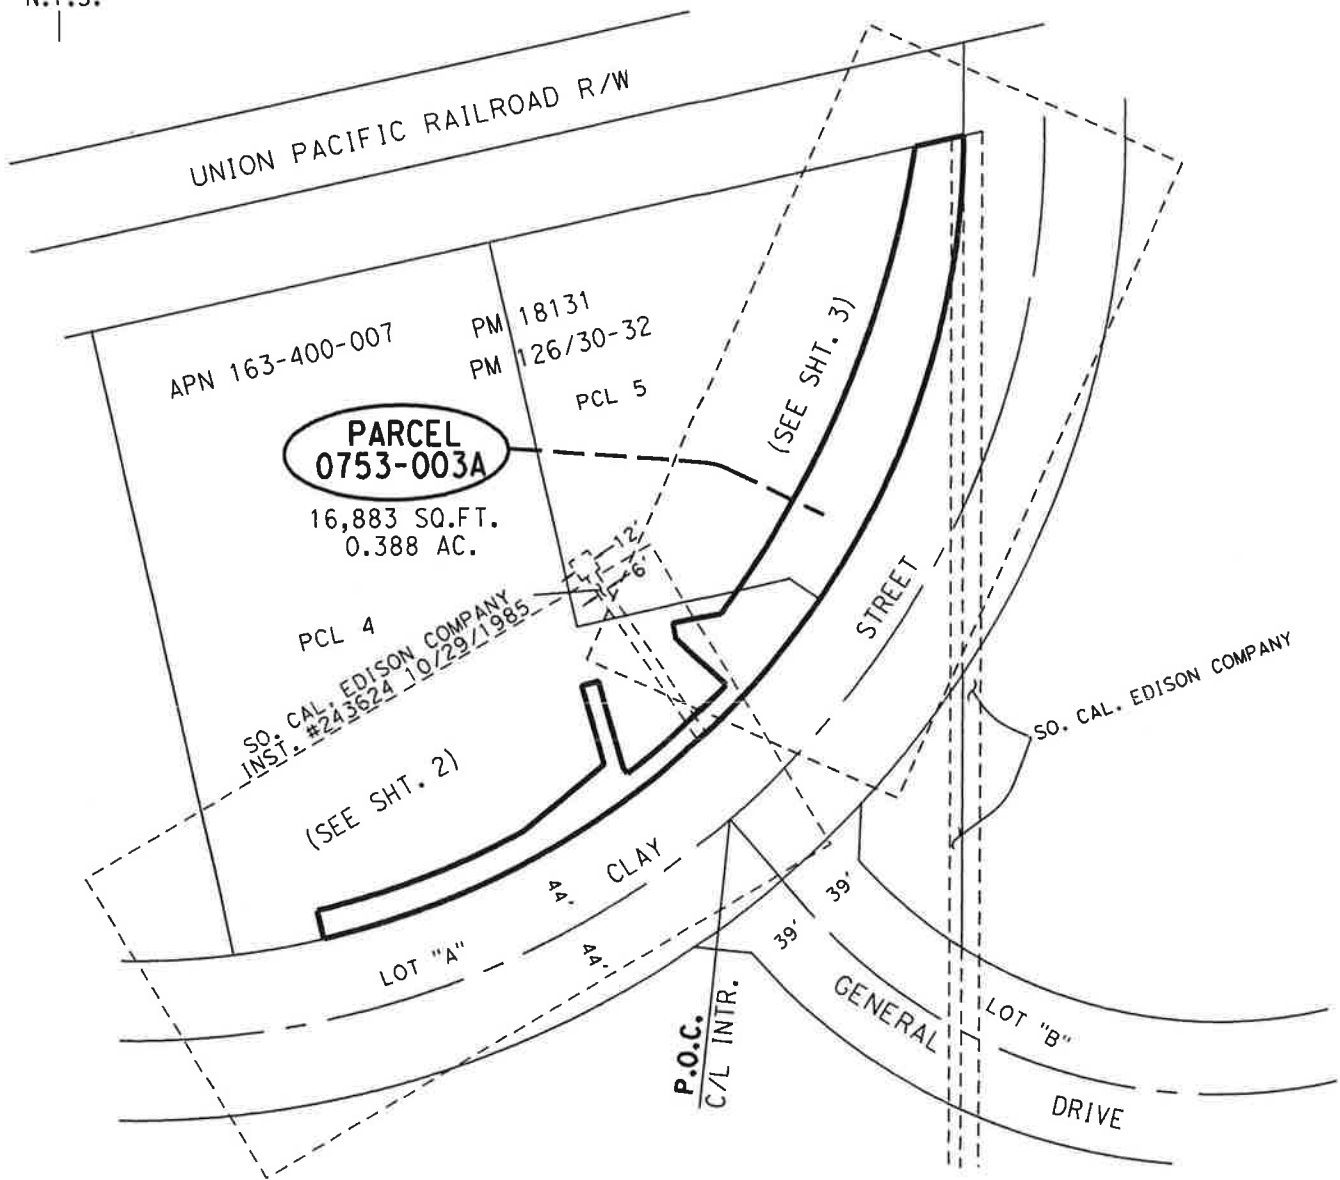 N.T.S.
UNION PACIFIC RAILROAD R/W
APN 163-400-007
PM 18131
PM 126/30-32
PCL 5
(SEE SHT. 3)
PARCEL
0753-003A
16,883 SQ.FT.
0.388 AC.
12'
6'
PCL 4
SO. CAL. EDISON COMPANY
INST. #243624 10/29/1985
(SEE SHT. 2)
STREET
CLAY
SO. CAL. EDISON COMPANY
44'
44'
LOT "A"
39'
39'
P.O.C.
C/L INTR.
GENERAL
DRIVE
LOT "B"